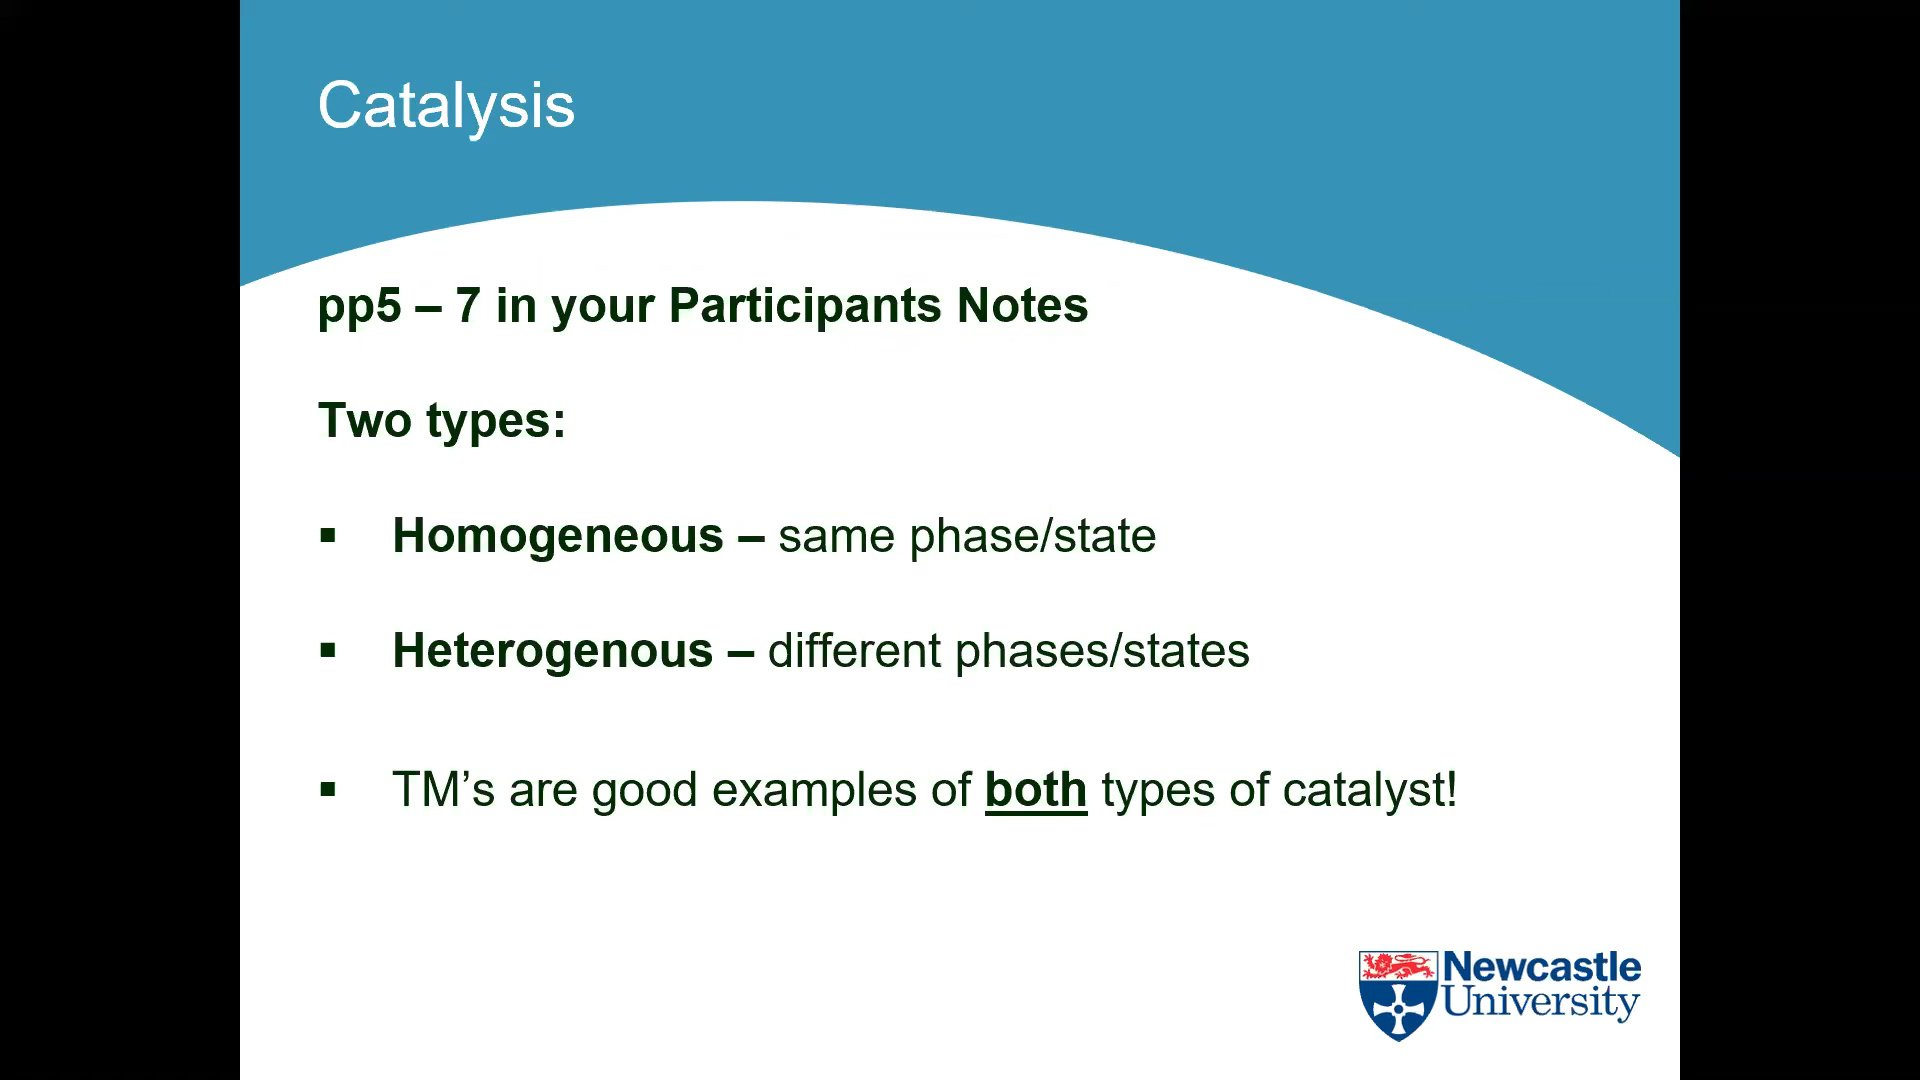 Catalysis
pp5 – 7 in your Participants Notes
Two types:
▪ Homogeneous – same phase/state
▪ Heterogenous – different phases/states
▪ TM’s are good examples of both types of catalyst!
Newcastle
University